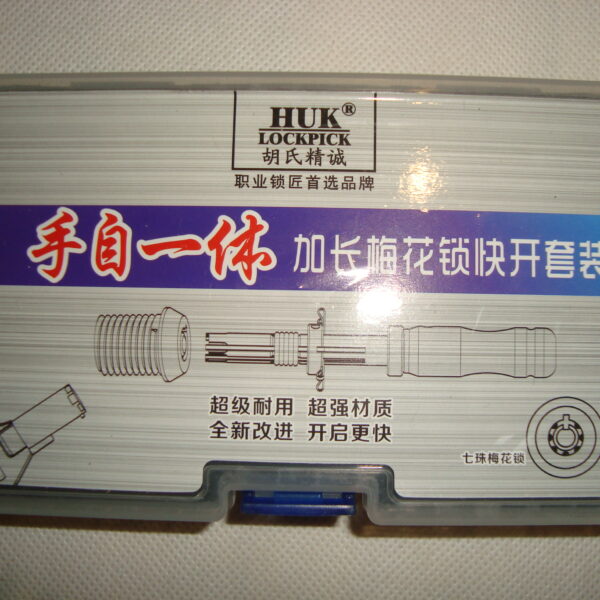 HUK®
LOCKPICK
胡氏精诚
职业锁匠首选品牌
手自一体 加长梅花锁快开套装
超级耐用 超强材质
全新改进 开启更快
七珠梅花锁